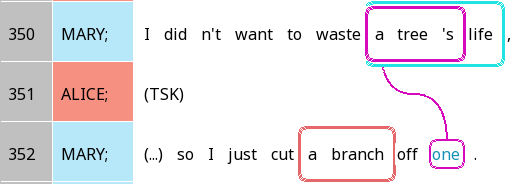 350 MARY; I did n't want to waste a tree 's life ,
351 ALICE; (TSK)
352 MARY; (...) so I just cut a branch off one .